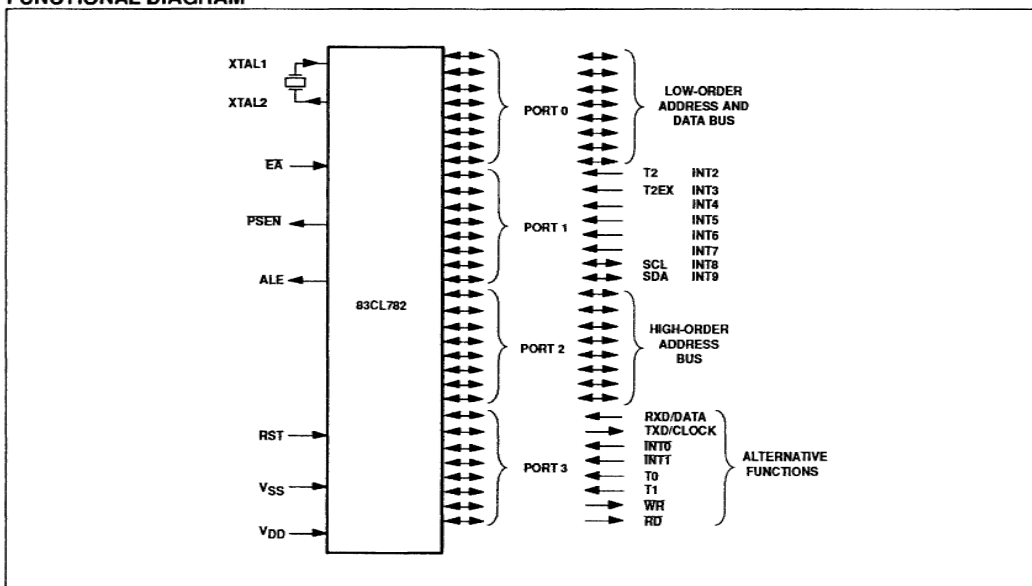 FUNCTIONAL DIAGRAM
XTAL1
XTAL2
EA
PSEN
ALE
RST
VSS
VDD
83CL782
PORT 0
PORT 1
PORT 2
PORT 3
LOW-ORDER
ADDRESS AND
DATA BUS
T2 INT2
T2EX INT3
INT4
INT5
INT6
INT7
SCL INT8
SDA INT9
HIGH-ORDER
ADDRESS
BUS
RXD/DATA
TXD/CLOCK
INT0
INT1
T0
T1
WR
RD
ALTERNATIVE
FUNCTIONS